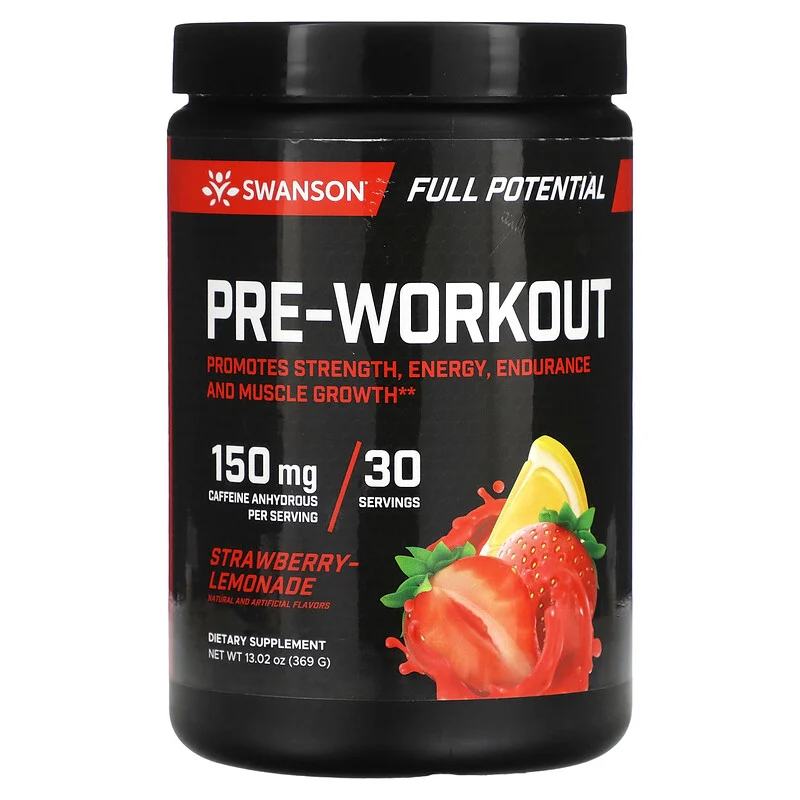 SWANSON® FULL POTENTIAL
PRE-WORKOUT
PROMOTES STRENGTH, ENERGY, ENDURANCE
AND MUSCLE GROWTH**
150 mg
CAFFEINE ANHYDROUS
PER SERVING
30
SERVINGS
STRAWBERRY-
LEMONADE
NATURAL AND ARTIFICIAL FLAVORS
DIETARY SUPPLEMENT
NET WT 13.02 oz (369 G)